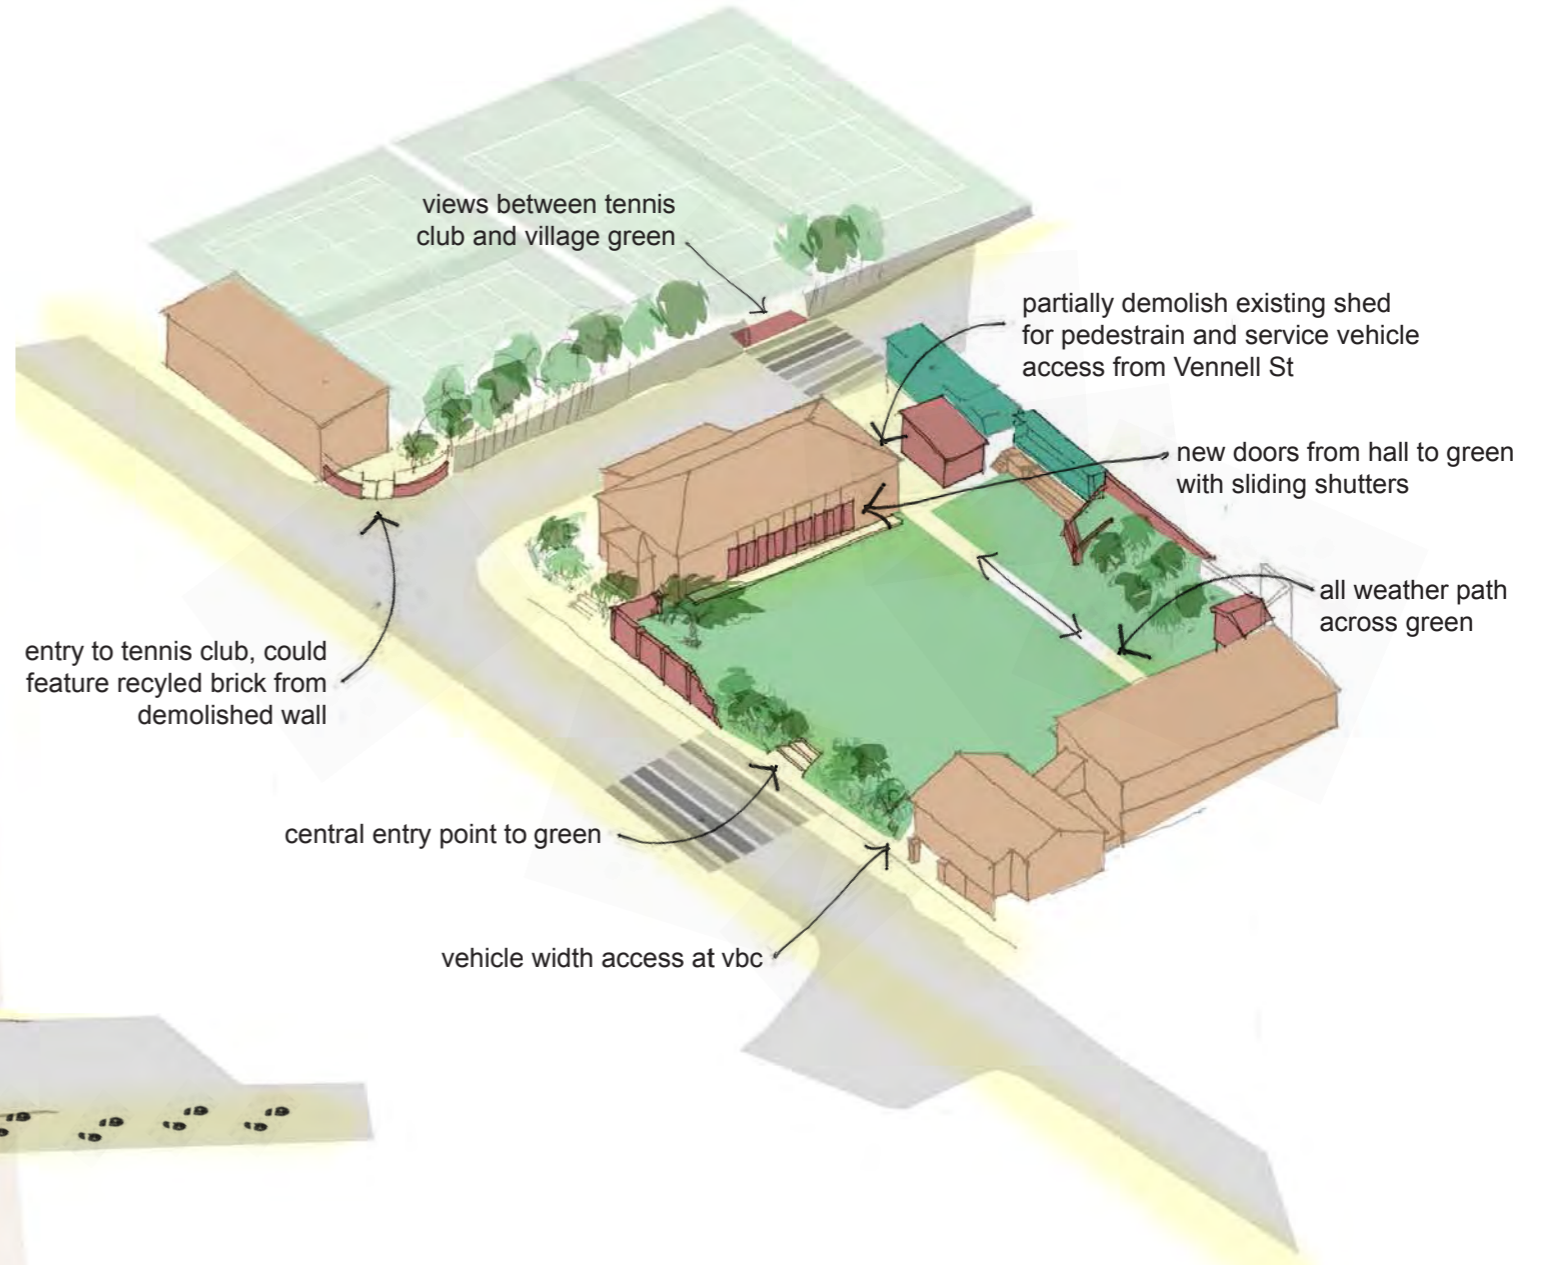 views between tennis
club and village green
partially demolish existing shed
for pedestrain and service vehicle
access from Vennell St
new doors from hall to green
with sliding shutters
all weather path
across green
entry to tennis club, could
feature recyled brick from
demolished wall
central entry point to green
vehicle width access at vbc